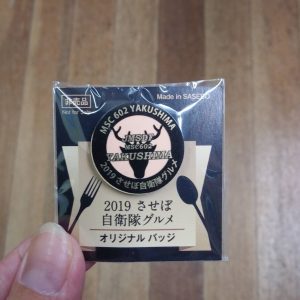 非売品
Not for Sale
Made in SASEBO
MSC 602 YAKUSHIMA
JMSDF
MSC602
YAKUSHIMA
2019 させぼ自衛隊グルメ
2019 させぼ
自衛隊グルメ
オリジナル バッジ